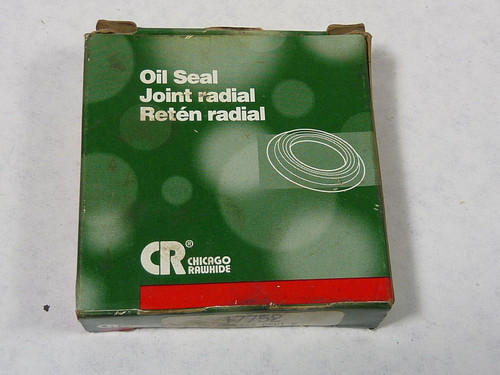 Oil Seal
Joint radial
Retén radial
CR®
CHICAGO
RAWHIDE